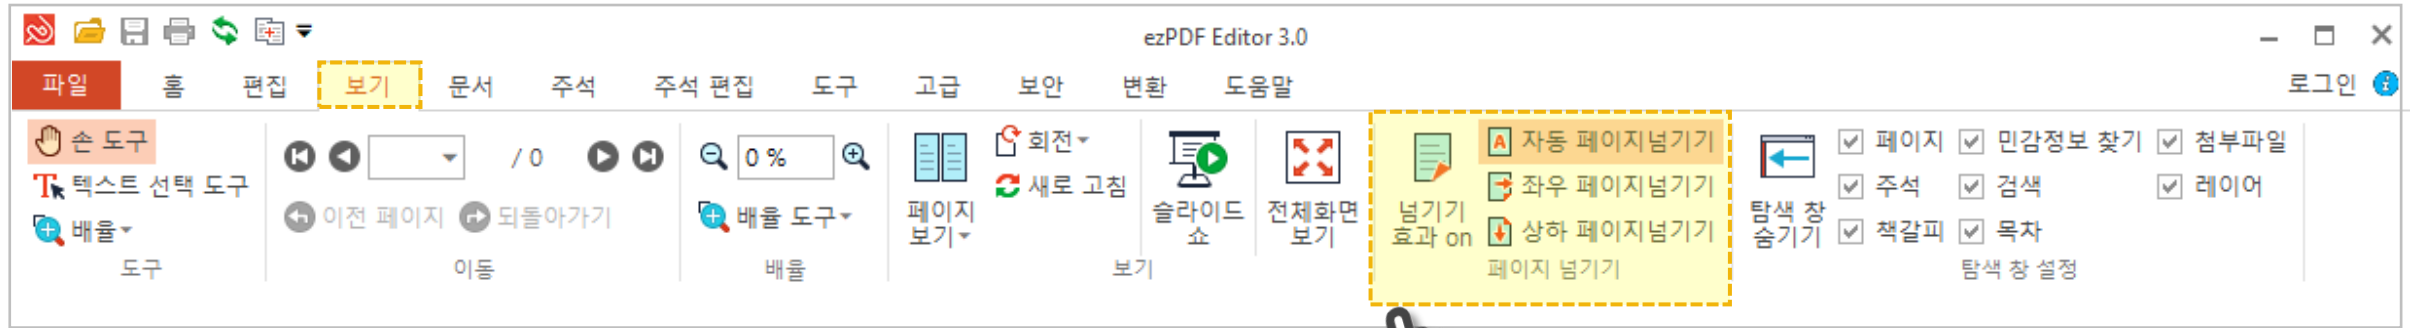 ezPDF Editor 3.0
파일 홈 편집 보기 문서 주석 주석 편집 도구 고급 보안 변환 도움말 로그인
손 도구
텍스트 선택 도구
배율
도구
/ 0
이전 페이지 되돌아가기
이동
0 %
배율 도구
배율
페이지
보기
회전
새로 고침
슬라이드
쇼
전체화면
보기
보기
넘기기
효과 on
자동 페이지넘기기
좌우 페이지넘기기
상하 페이지넘기기
페이지 넘기기
탐색 창
숨기기
페이지 민감정보 찾기 첨부파일
주석 검색 레이어
책갈피 목차
탐색 창 설정